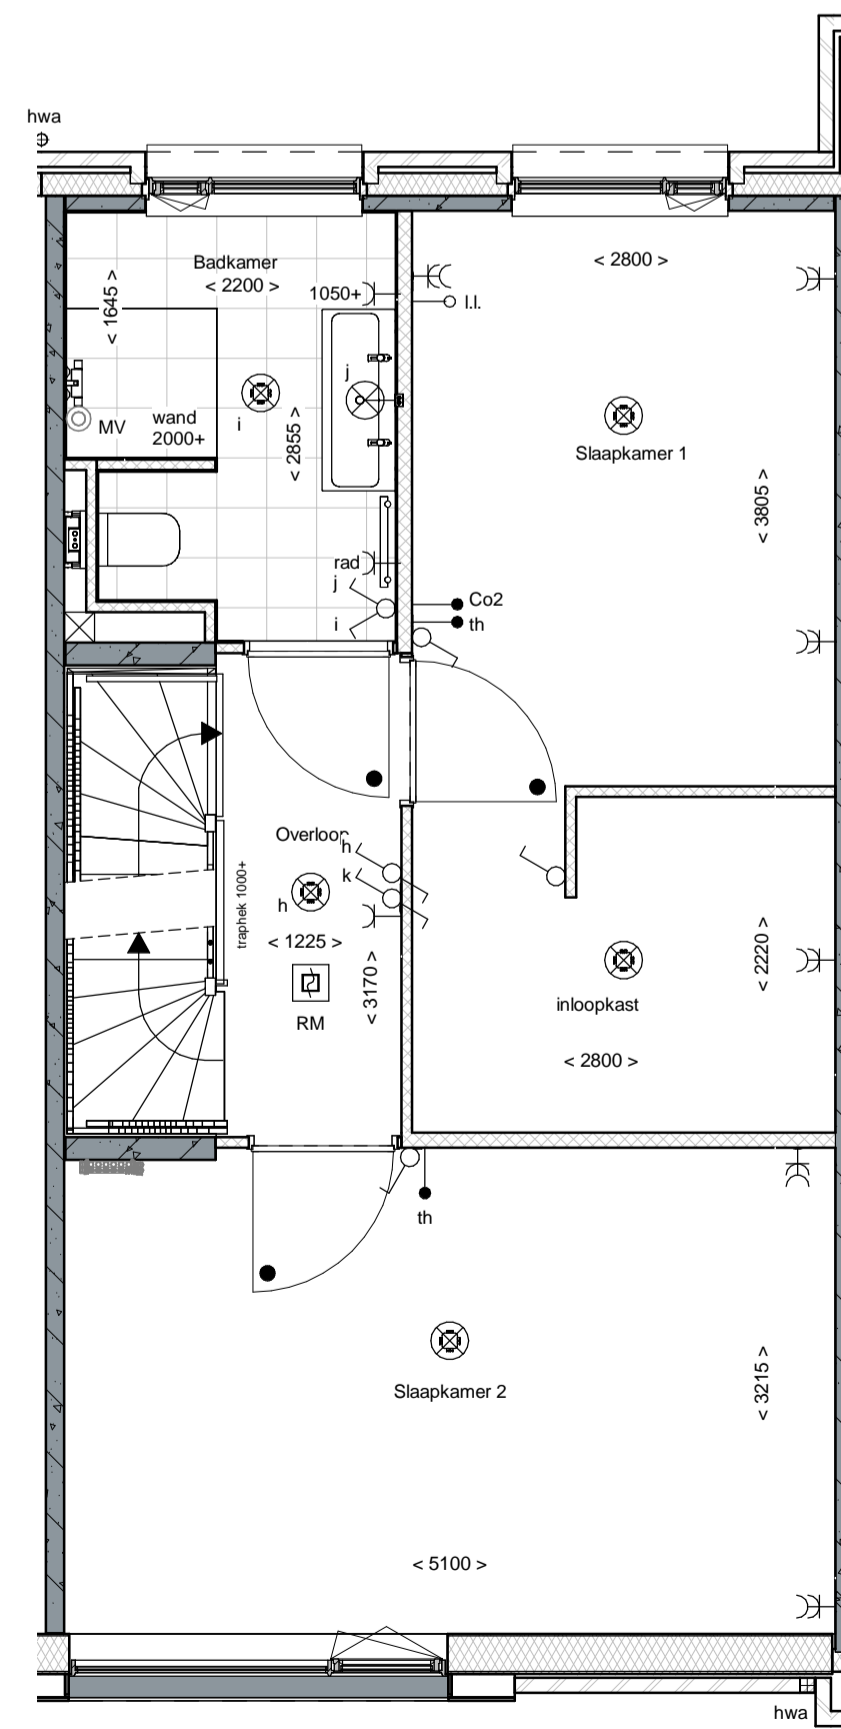 hwa
Badkamer
< 2200 >
< 2800 >
< 1645 >
1050+
l.l.
j
MV
wand
2000+
i
< 2855 >
Slaapkamer 1
< 3805 >
rad
j
i
Co2
th
Overloop
h
k
h
traphek 1000+
< 1225 >
< 3170 >
RM
< 2220 >
inloopkast
< 2800 >
th
Slaapkamer 2
< 3215 >
< 5100 >
hwa